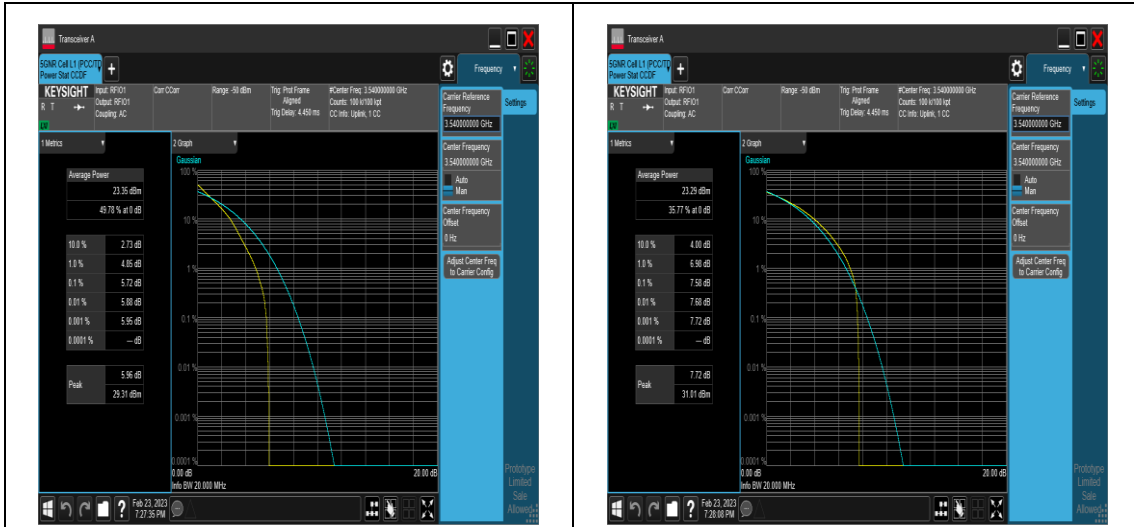 Transceiver A
5GNR Cell L1 (PCC/TD
Power Stat CCDF
Frequency
KEYSIGHT
R T
LV
Input: RFIO1
Output: RFIO1
Coupling: AC
Corr CCorr
Range: -50 dBm
Trig: Prot Frame
Aligned
Trig Delay: 4.450 ms
#Center Freq: 3.540000000 GHz
Counts: 100 k/100 kpt
CC Info: Uplink, 1 CC
Carrier Reference
Frequency
3.540000000 GHz
Settings
Center Frequency
3.540000000 GHz
Auto
Man
Center Frequency
Offset
0 Hz
Adjust Center Freq
to Carrier Config
1 Metrics
Average Power
23.35 dBm
49.78 % at 0 dB
10.0 % 2.73 dB
1.0 % 4.85 dB
0.1 % 5.72 dB
0.01 % 5.88 dB
0.001 % 5.95 dB
0.0001 % --- dB
Peak
5.96 dB
29.31 dBm
2 Graph
Gaussian
100 %
10 %
1 %
0.1 %
0.01 %
0.001 %
0.0001 %
0.00 dB 20.00 dB
Info BW 20.000 MHz
Prototype
Limited
Sale
Allowed
?
Feb 23, 2023
7:27:35 PM
Transceiver A
5GNR Cell L1 (PCC/TD
Power Stat CCDF
Frequency
KEYSIGHT
R T
LV
Input: RFIO1
Output: RFIO1
Coupling: AC
Corr CCorr
Range: -50 dBm
Trig: Prot Frame
Aligned
Trig Delay: 4.450 ms
#Center Freq: 3.540000000 GHz
Counts: 100 k/100 kpt
CC Info: Uplink, 1 CC
Carrier Reference
Frequency
3.540000000 GHz
Settings
Center Frequency
3.540000000 GHz
Auto
Man
Center Frequency
Offset
0 Hz
Adjust Center Freq
to Carrier Config
1 Metrics
Average Power
23.29 dBm
35.77 % at 0 dB
10.0 % 4.00 dB
1.0 % 6.98 dB
0.1 % 7.58 dB
0.01 % 7.68 dB
0.001 % 7.72 dB
0.0001 % --- dB
Peak
7.72 dB
31.01 dBm
2 Graph
Gaussian
100 %
10 %
1 %
0.1 %
0.01 %
0.001 %
0.0001 %
0.00 dB 20.00 dB
Info BW 20.000 MHz
Prototype
Limited
Sale
Allowed
?
Feb 23, 2023
7:28:00 PM